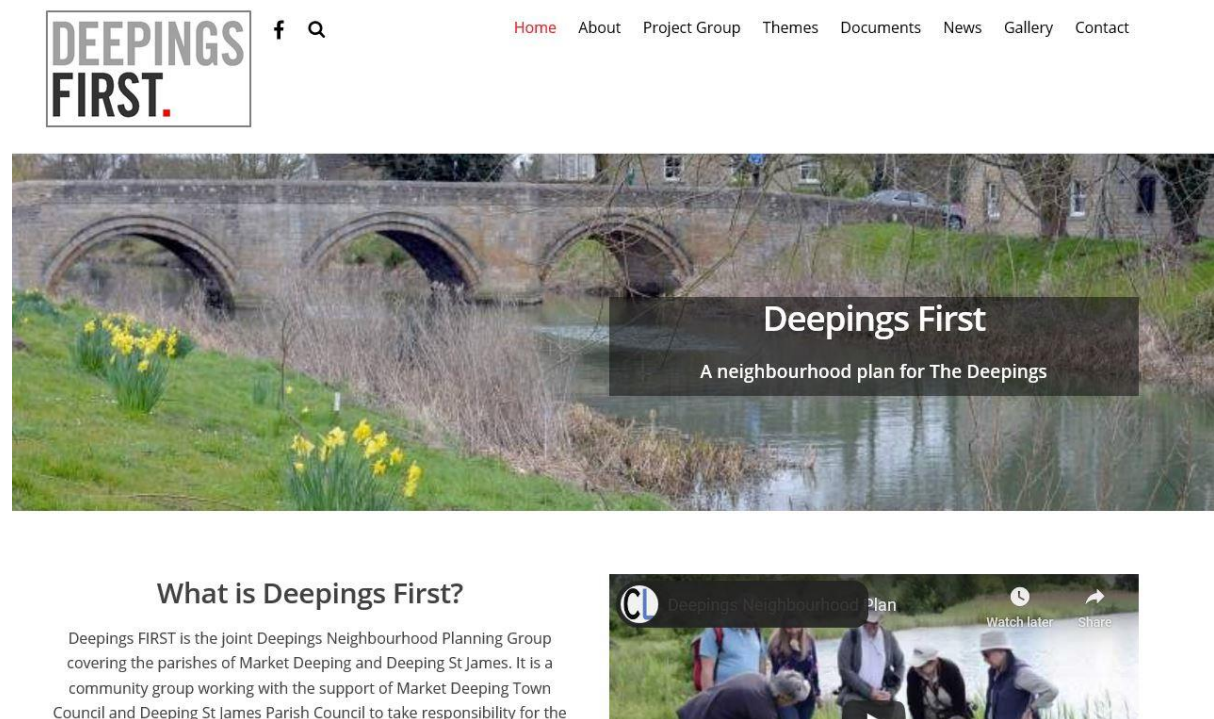 DEEPINGS
FIRST.
Home About Project Group Themes Documents News Gallery Contact
Deepings First
A neighbourhood plan for The Deepings
What is Deepings First?
Deepings FIRST is the joint Deepings Neighbourhood Planning Group
covering the parishes of Market Deeping and Deeping St James. It is a
community group working with the support of Market Deeping Town
Council and Deeping St James Parish Council to take responsibility for the
CL Deepings Neighbourhood Plan
Watch later Share